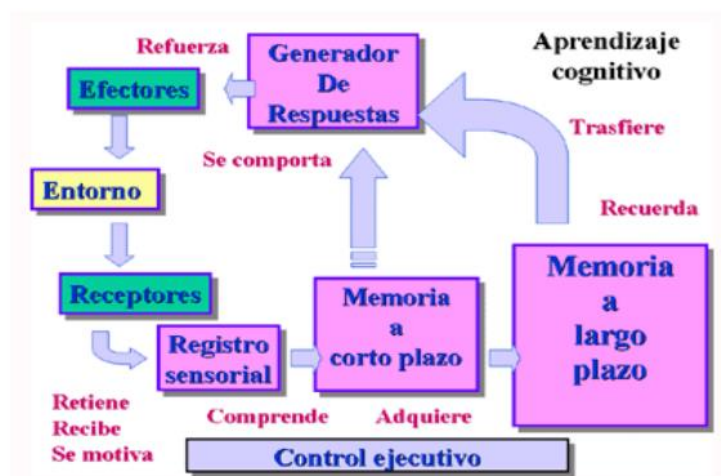 Refuerza
Generador
De
Respuestas
Aprendizaje
cognitivo
Efectores
Trasfiere
Se comporta
Entorno
Recuerda
Receptores
Memoria
a
corto plazo
Memoria
a
largo
plazo
Registro
sensorial
Retiene
Recibe
Se motiva
Comprende
Adquiere
Control ejecutivo